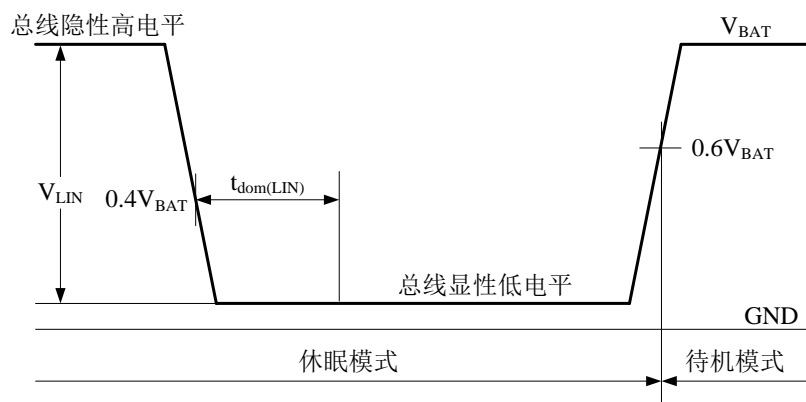 总线隐性高电平
V_BAT
0.6V_BAT
V_LIN
0.4V_BAT
t_dom(LIN)
总线显性低电平
GND
休眠模式
待机模式